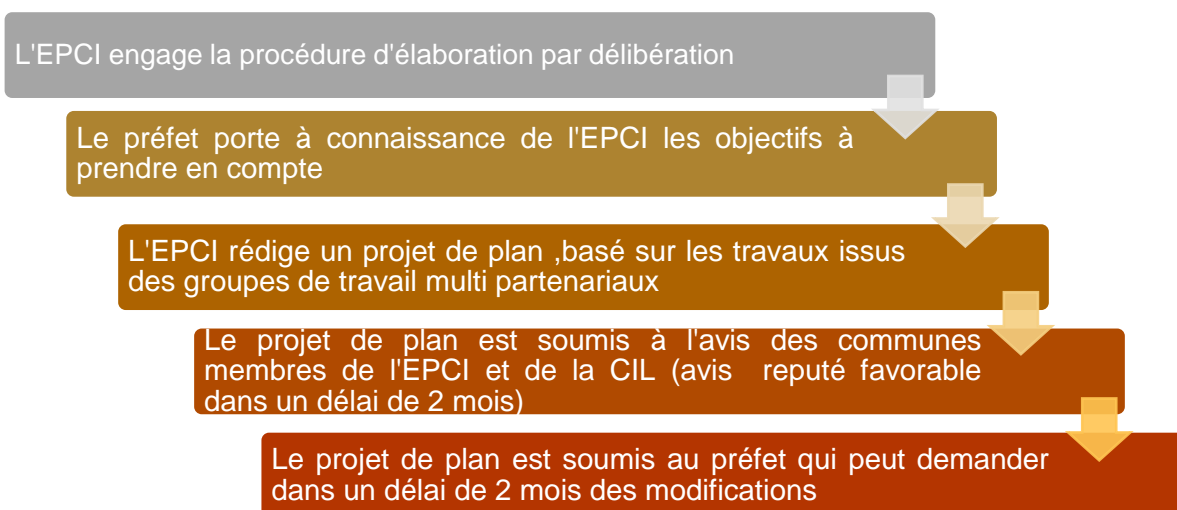 L'EPCI engage la procédure d'élaboration par délibération
Le préfet porte à connaissance de l'EPCI les objectifs à
prendre en compte
L'EPCI rédige un projet de plan ,basé sur les travaux issus
des groupes de travail multi partenariaux
Le projet de plan est soumis à l'avis des communes
membres de l'EPCI et de la CIL (avis reputé favorable
dans un délai de 2 mois)
Le projet de plan est soumis au préfet qui peut demander
dans un délai de 2 mois des modifications